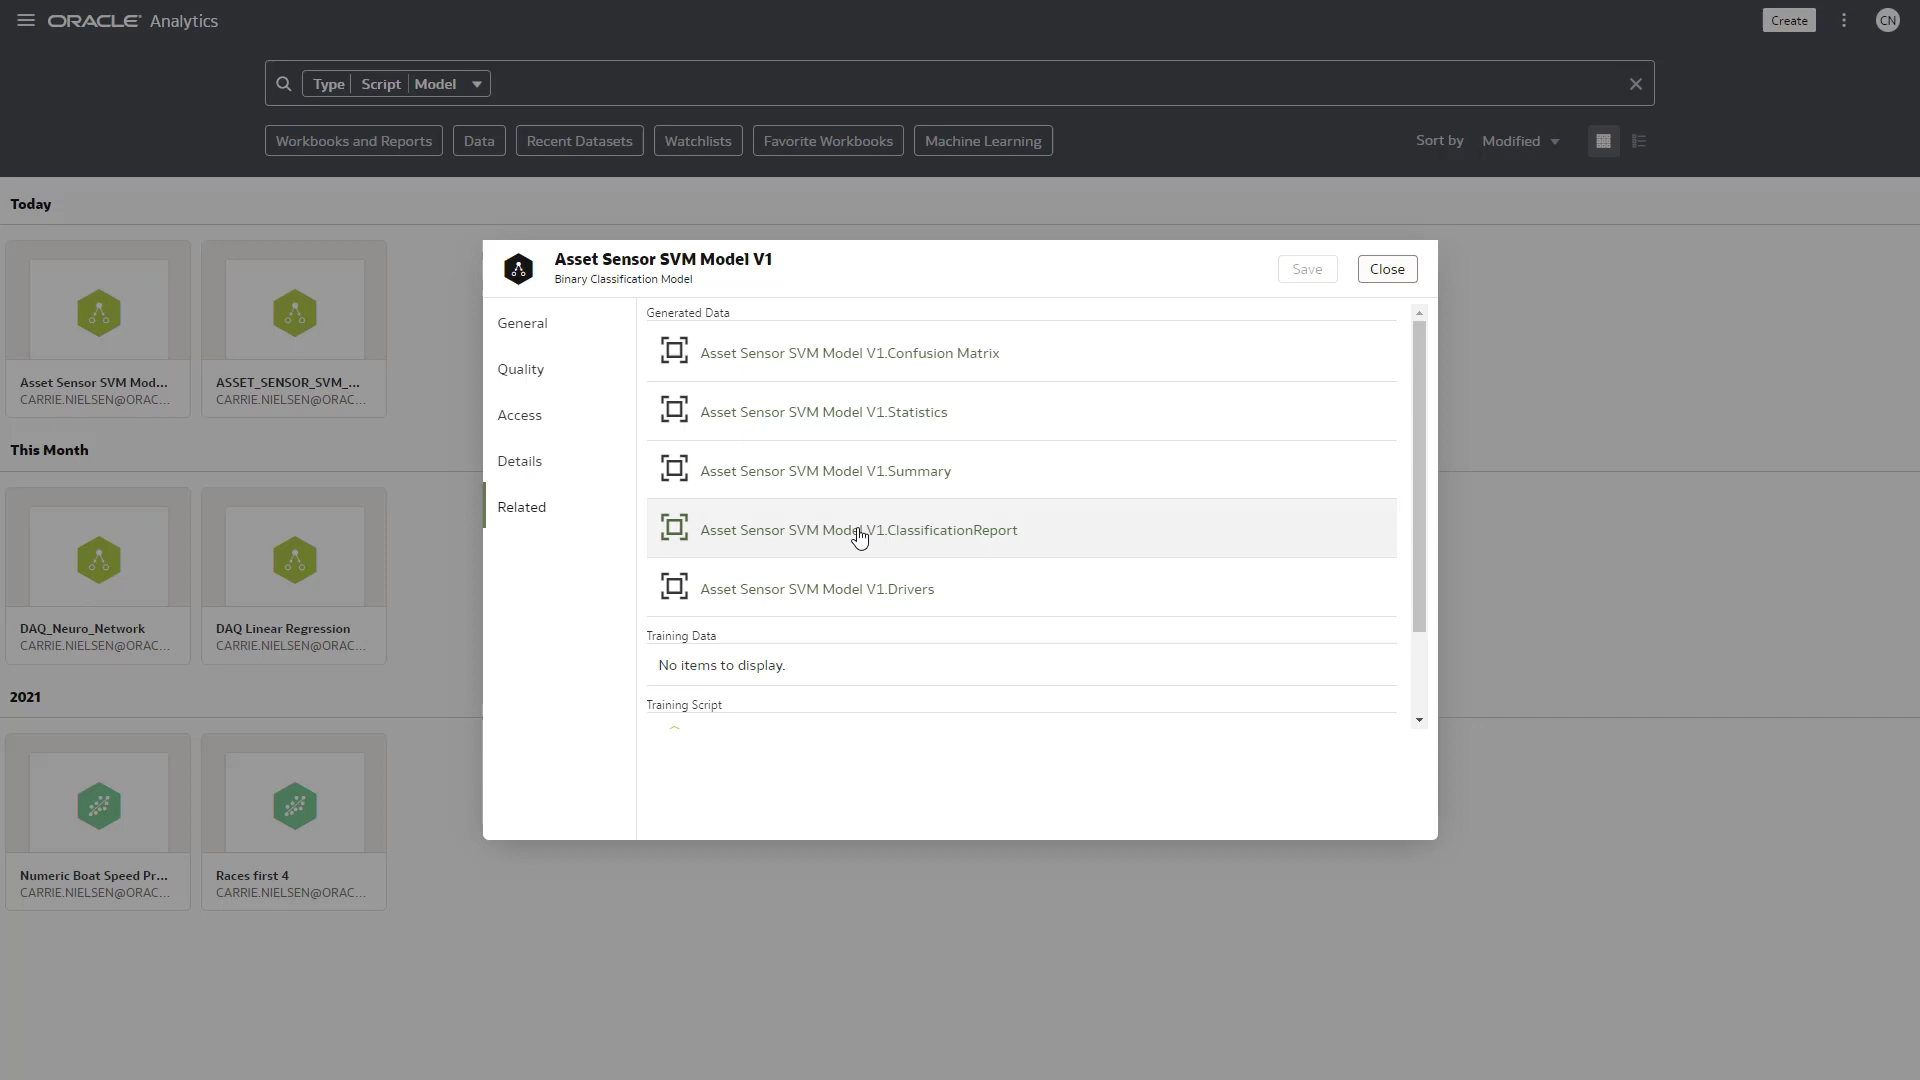 ORACLE Analytics
Create
CN
Type Script Model
Workbooks and Reports
Data
Recent Datasets
Watchlists
Favorite Workbooks
Machine Learning
Sort by Modified
Today
Asset Sensor SVM Mod...
CARRIE.NIELSEN@ORAC...
ASSET_SENSOR_SVM_...
CARRIE.NIELSEN@ORAC...
This Month
DAQ_Neuro_Network
CARRIE.NIELSEN@ORAC...
DAQ Linear Regression
CARRIE.NIELSEN@ORAC...
2021
Numeric Boat Speed Pr...
CARRIE.NIELSEN@ORAC...
Races first 4
CARRIE.NIELSEN@ORAC...
Asset Sensor SVM Model V1
Binary Classification Model
Save
Close
General
Quality
Access
Details
Related
Generated Data
Asset Sensor SVM Model V1.Confusion Matrix
Asset Sensor SVM Model V1.Statistics
Asset Sensor SVM Model V1.Summary
Asset Sensor SVM Model V1.ClassificationReport
Asset Sensor SVM Model V1.Drivers
Training Data
No items to display.
Training Script